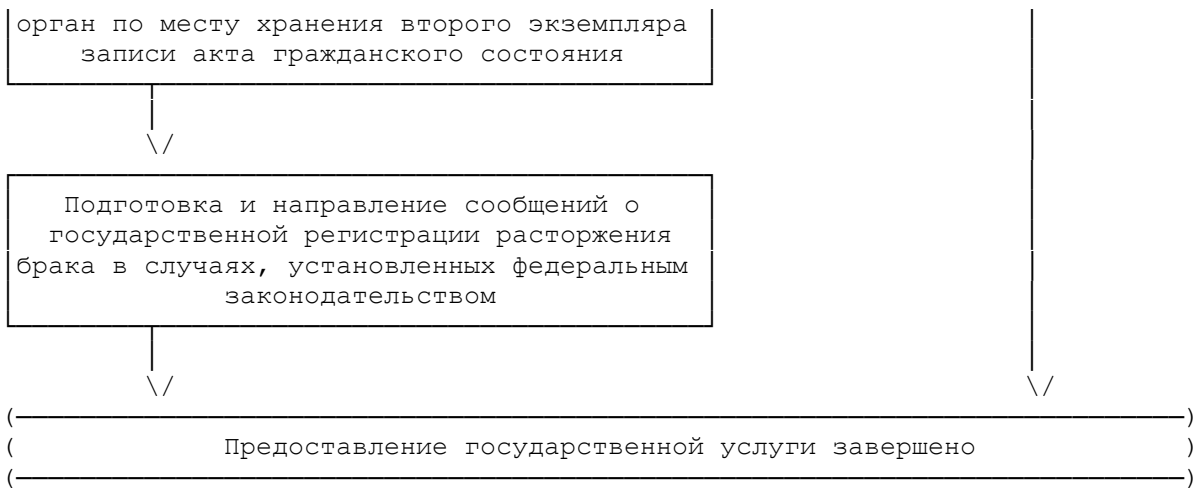 орган по месту хранения второго экземпляра
записи акта гражданского состояния
Подготовка и направление сообщений о
государственной регистрации расторжения
брака в случаях, установленных федеральным
законодательством
Предоставление государственной услуги завершено